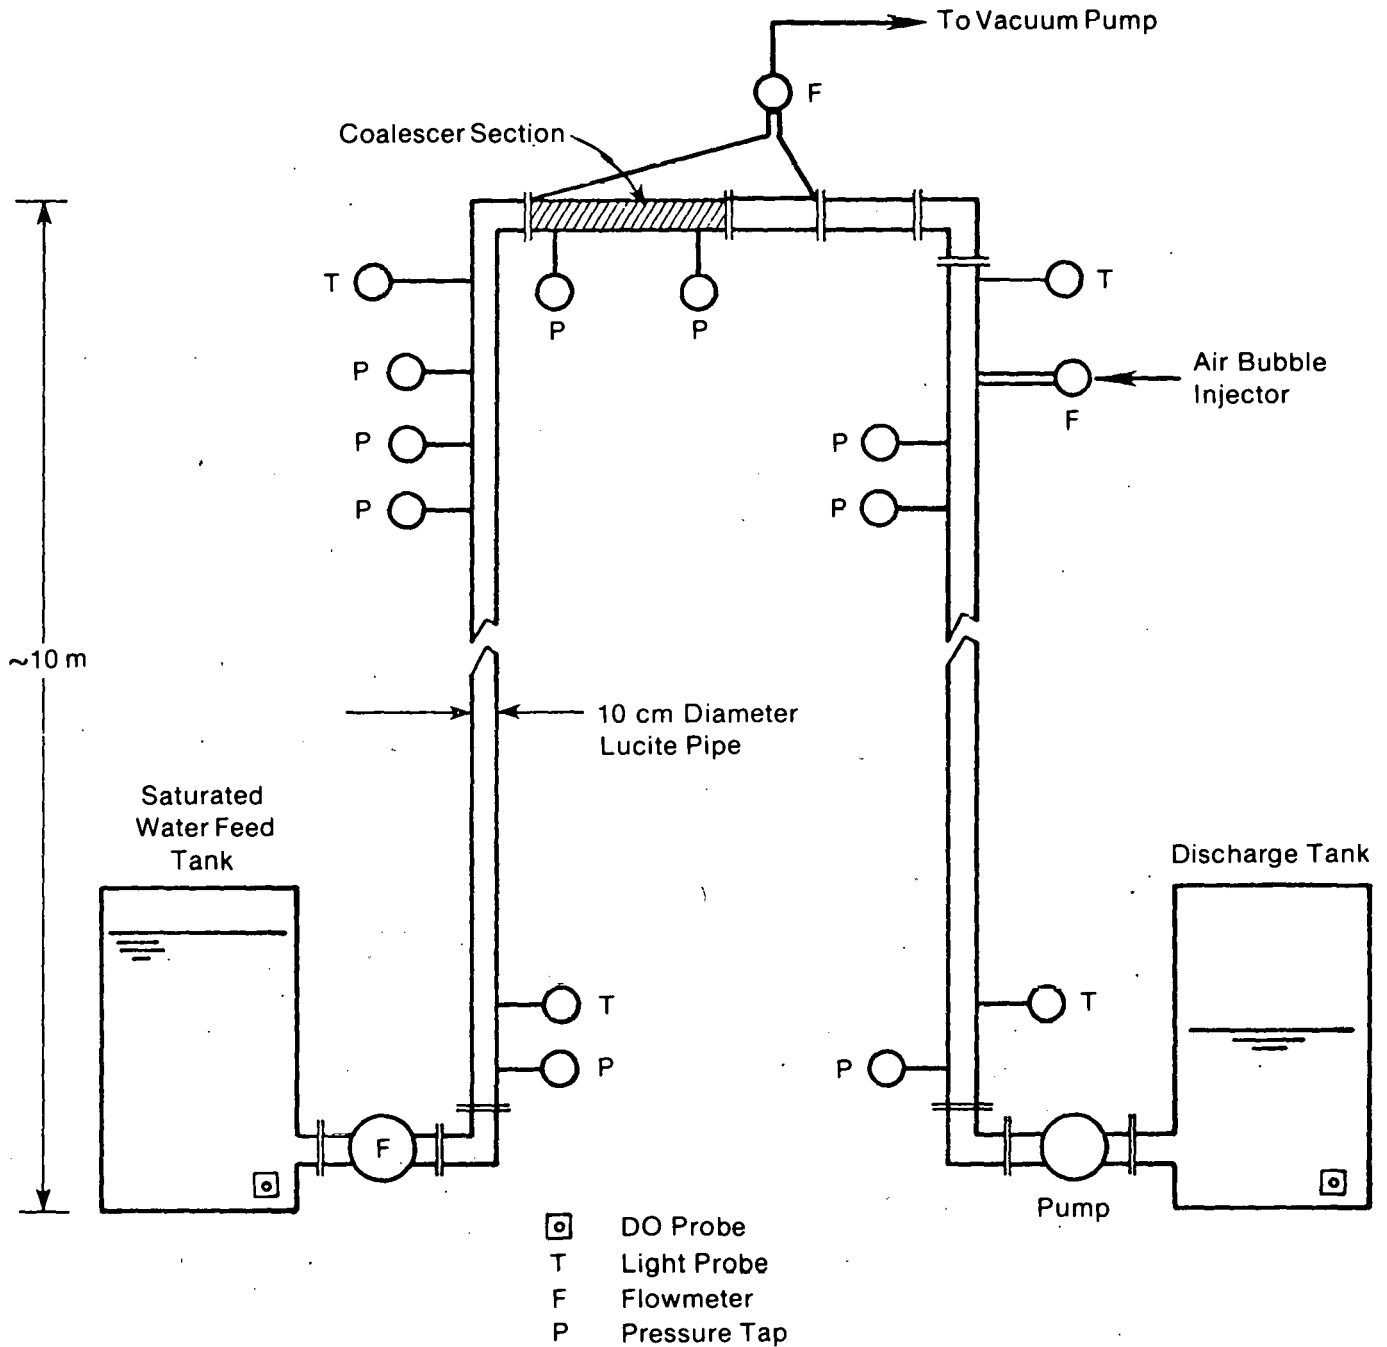 To Vacuum Pump
F
Coalescer Section
T
P
P
T
P
Air Bubble
Injector
F
P
P
P
P
~10 m
10 cm Diameter
Lucite Pipe
Saturated
Water Feed
Tank
Discharge Tank
T
T
P
P
F
Pump
DO Probe
T Light Probe
F Flowmeter
P Pressure Tap